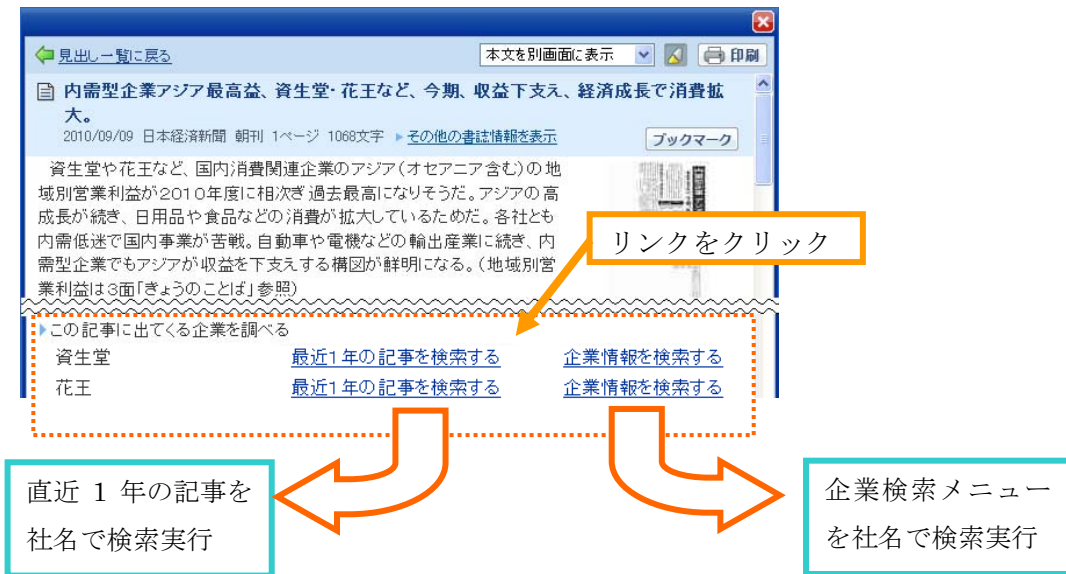 見出し一覧に戻る
本文を別画面に表示
印刷
内需型企業アジア最高益、資生堂・花王など、今期、収益下支え、経済成長で消費拡
大。
2010/09/09 日本経済新聞 朝刊 1ページ 1068文字 その他の書誌情報を表示
ブックマーク
資生堂や花王など、国内消費関連企業のアジア(オセアニア含む)の地
域別営業利益が2010年度に相次ぎ過去最高になりそうだ。アジアの高
成長が続き、日用品や食品などの消費が拡大しているためだ。各社とも
内需低迷で国内事業が苦戦。自動車や電機などの輸出産業に続き、内
需型企業でもアジアが収益を下支えする構図が鮮明になる。(地域別営
業利益は3面「きょうのことば」参照)
リンクをクリック
この記事に出てくる企業を調べる
資生堂 最近1年の記事を検索する 企業情報を検索する
花王 最近1年の記事を検索する 企業情報を検索する
直近 1 年の記事を
社名で検索実行
企業検索メニュー
を社名で検索実行